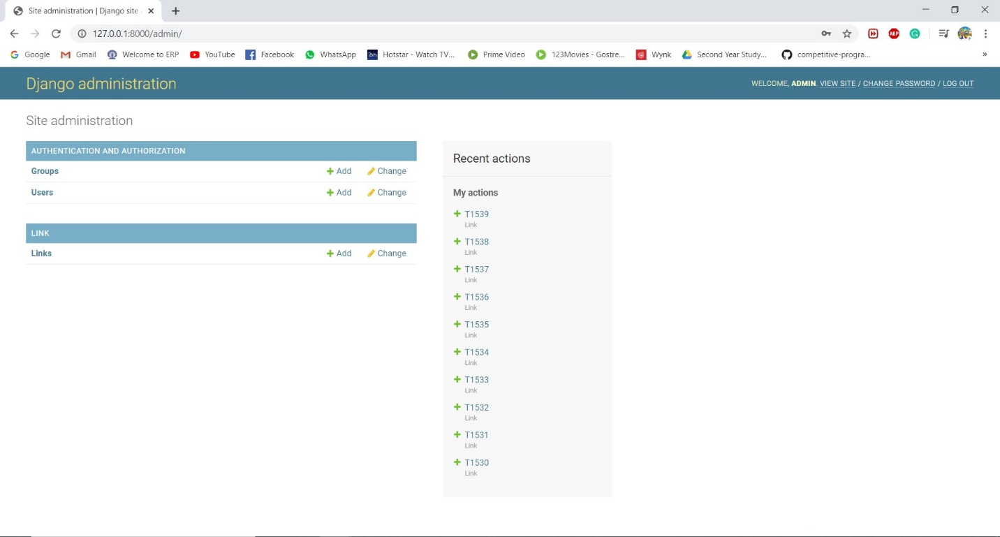 Site administration | Django site
127.0.0.1:8000/admin/
ABP
Google Gmail Welcome to ERP YouTube Facebook WhatsApp Hotstar - Watch TV... Prime Video 123Movies - Gostre... Wynk Second Year Study... competitive-progra... »
Django administration
WELCOME, ADMIN. VIEW SITE / CHANGE PASSWORD / LOG OUT
Site administration
AUTHENTICATION AND AUTHORIZATION
Groups Add Change
Users Add Change
LINK
Links Add Change
Recent actions
My actions
T1539
Link
T1538
Link
T1537
Link
T1536
Link
T1535
Link
T1534
Link
T1533
Link
T1532
Link
T1531
Link
T1530
Link